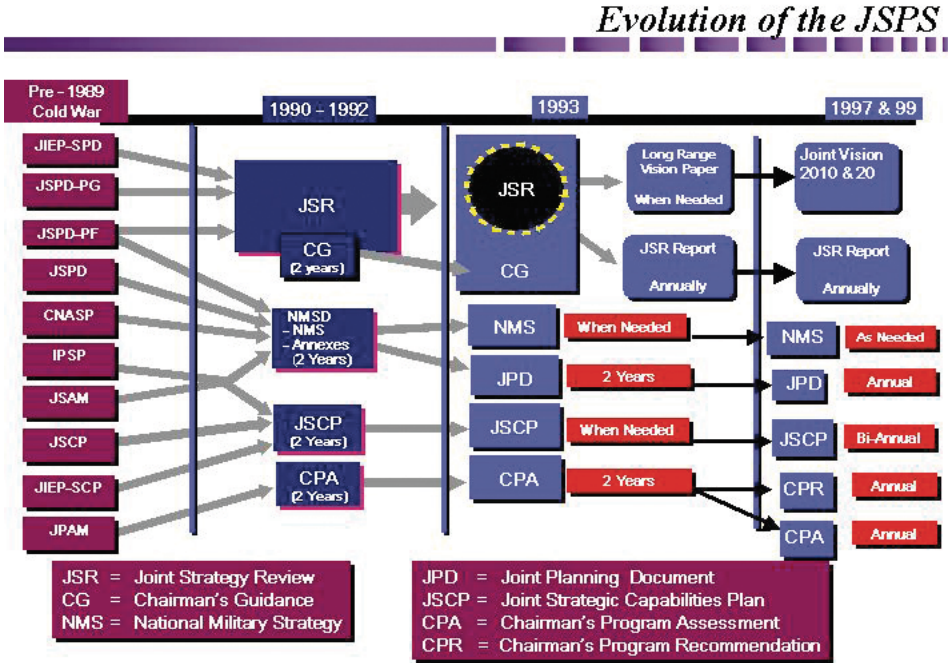 Evolution of the JSPS
Pre - 1989
Cold War
1990 - 1992
1993
1997 & 99
JIEP-SPD
JSPD-PG
JSPD-PF
JSPD
CNASP
IPSP
JSAM
JSCP
JIEP-SCP
JPAM
JSR
CG
(2 years)
NMSD
- NMS
- Annexes
(2 Years)
JSCP
(2 Years)
CPA
(2 Years)
JSR
CG
NMS
When Needed
JPD
2 Years
JSCP
When Needed
CPA
2 Years
Long Range
Vision Paper
When Needed
JSR Report
Annually
Joint Vision
2010 & 20
JSR Report
Annually
NMS
As Needed
JPD
Annual
JSCP
Bi-Annual
CPR
Annual
CPA
Annual
JSR = Joint Strategy Review
CG = Chairman's Guidance
NMS = National Military Strategy
JPD = Joint Planning Document
JSCP = Joint Strategic Capabilities Plan
CPA = Chairman's Program Assessment
CPR = Chairman's Program Recommendation